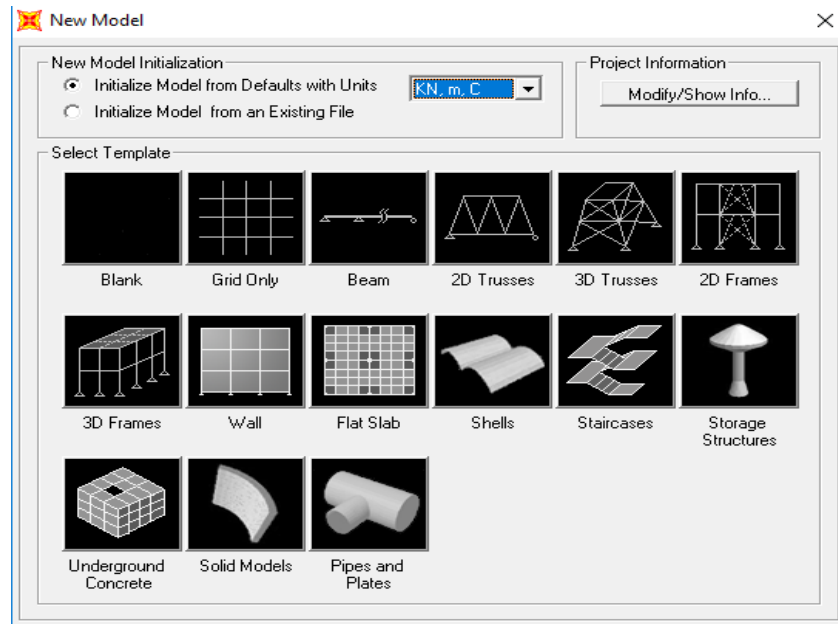 New Model
New Model Initialization
Initialize Model from Defaults with Units
KN, m, C
Initialize Model from an Existing File
Project Information
Modify/Show Info...
Select Template
Blank
Grid Only
Beam
2D Trusses
3D Trusses
2D Frames
3D Frames
Wall
Flat Slab
Shells
Staircases
Storage
Structures
Underground
Concrete
Solid Models
Pipes and
Plates